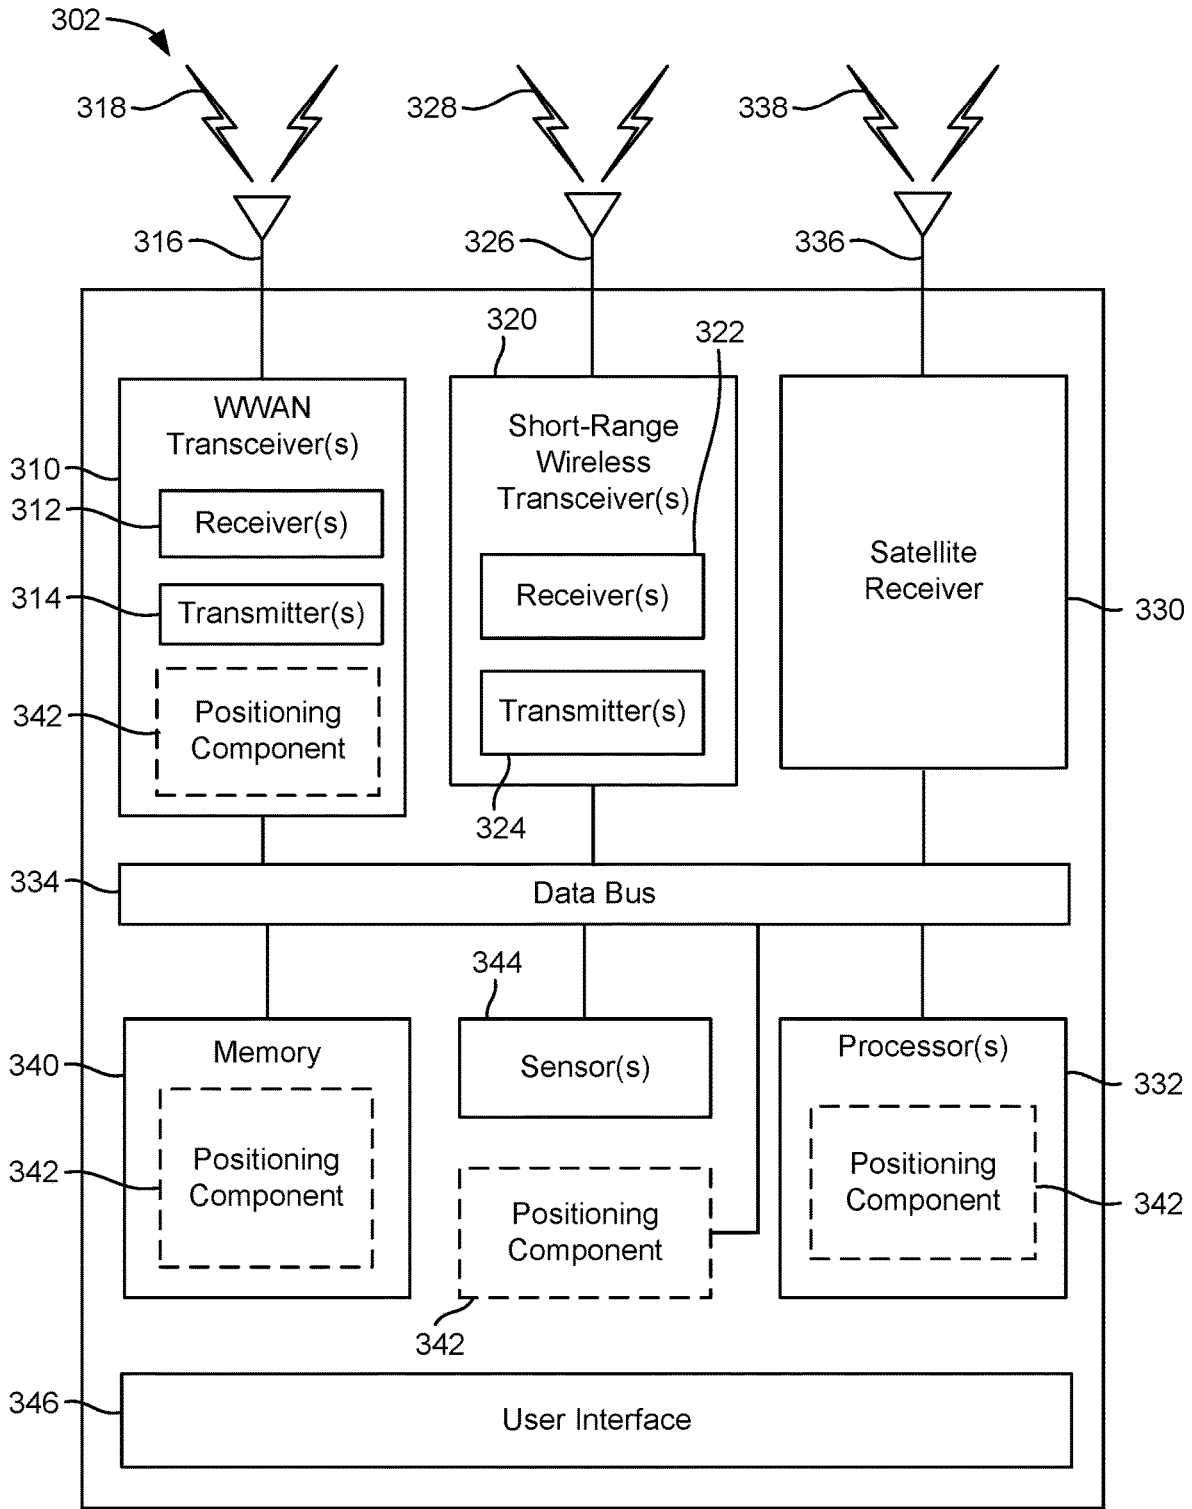 302
318
328
338
316
326
336
320
322
WWAN
Transceiver(s)
Short-Range
Wireless
Transceiver(s)
310
312
Receiver(s)
Satellite
Receiver
314
Transmitter(s)
Receiver(s)
330
342
Positioning
Component
Transmitter(s)
324
334
Data Bus
344
340
Memory
Sensor(s)
Processor(s)
332
342
Positioning
Component
Positioning
Component
Positioning
Component
342
342
346
User Interface